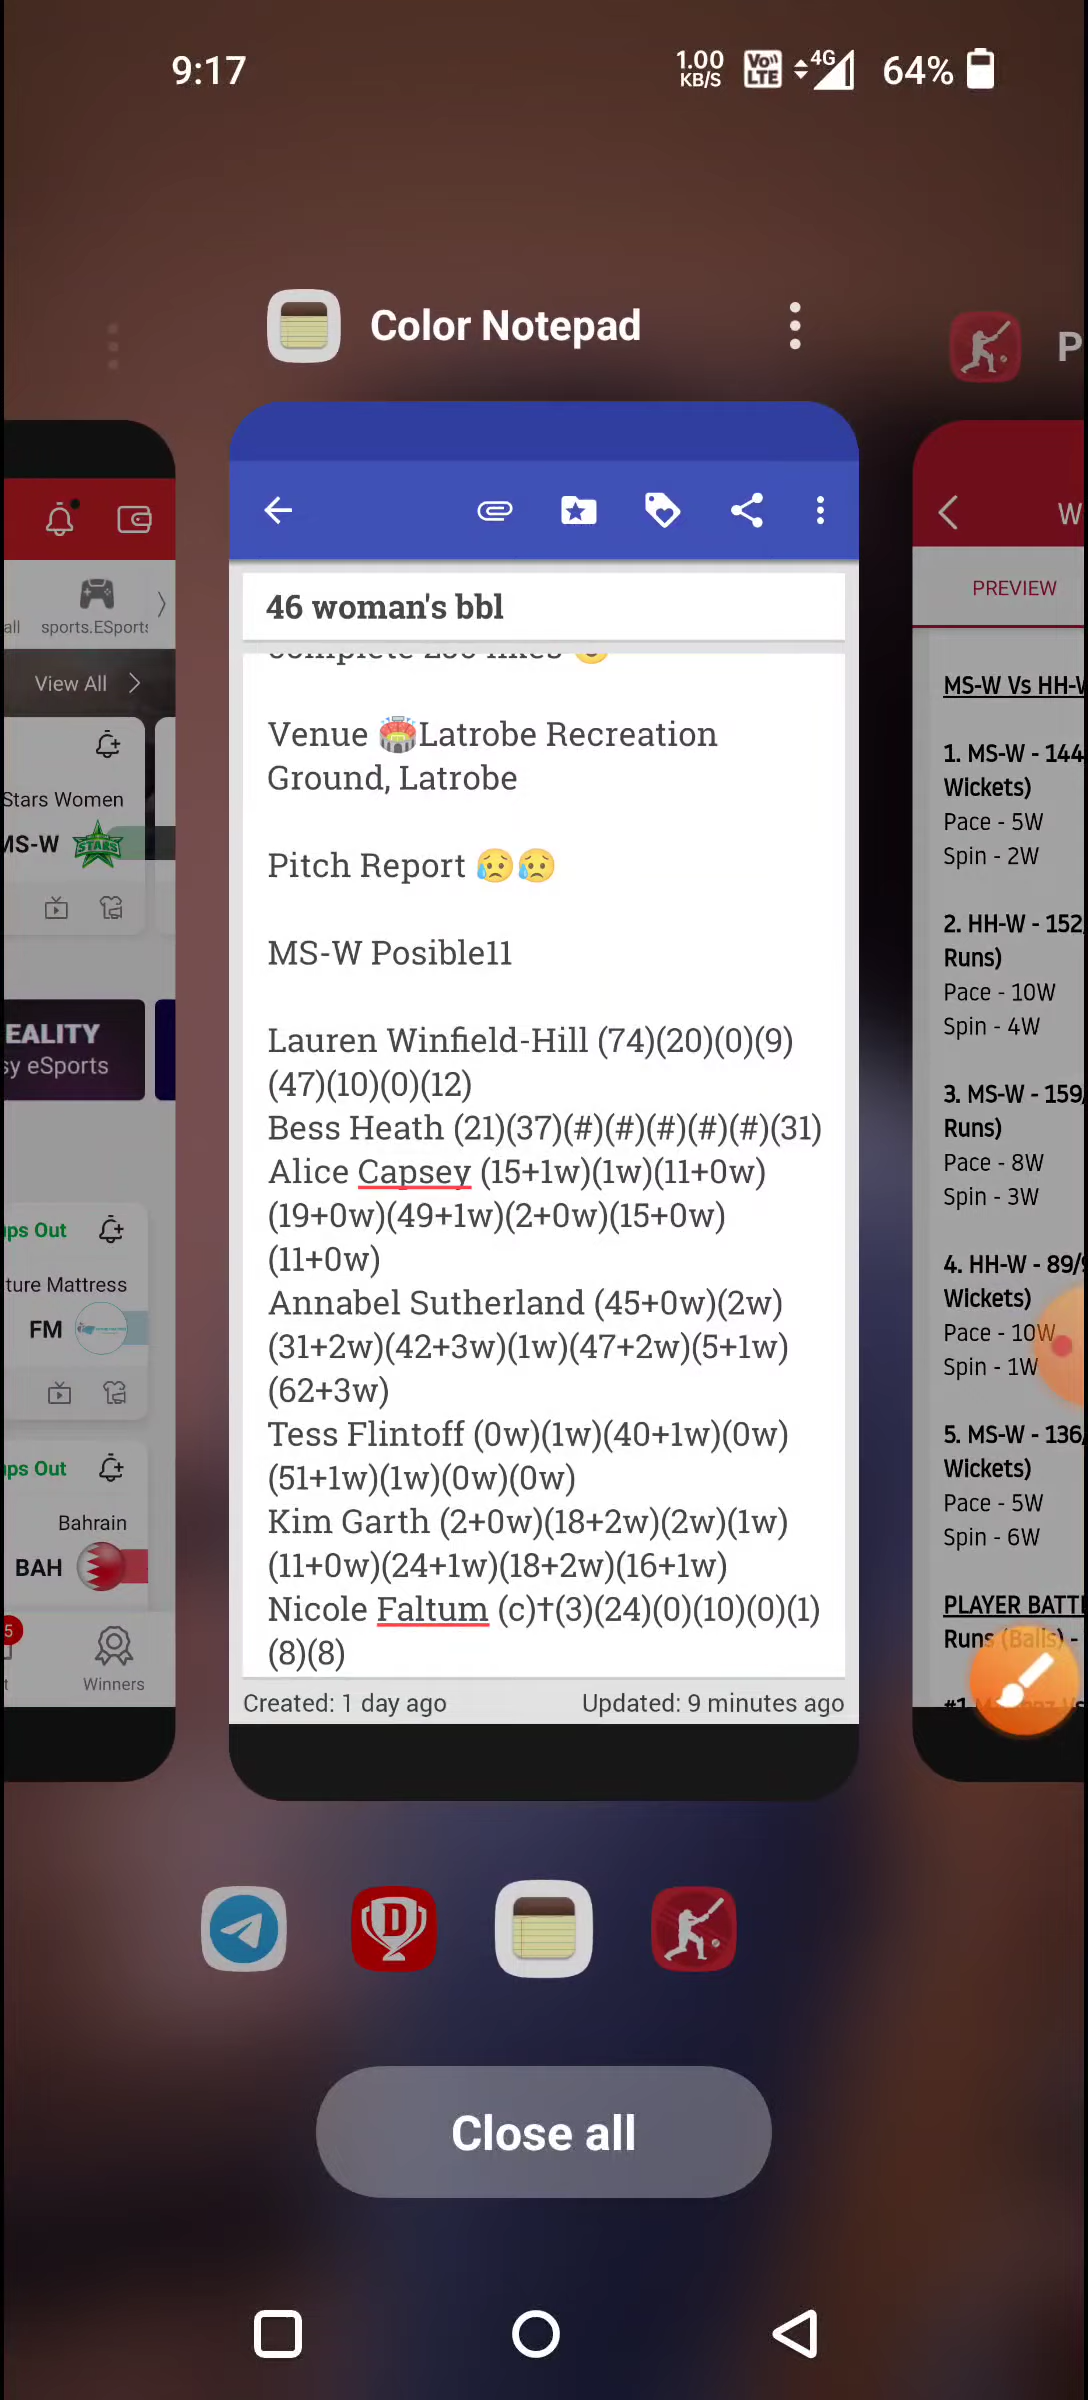 9:17
1.00 KB/S
Vo)) LTE
4G
64%
Color Notepad
P
46 woman's bbl
Venue 🏟️Latrobe Recreation
Ground, Latrobe
Pitch Report 😥😥
MS-W Posible11
Lauren Winfield-Hill (74)(20)(0)(9)
(47)(10)(0)(12)
Bess Heath (21)(37)(#)(#)(#)(#)(#)(31)
Alice Capsey (15+1w)(1w)(11+0w)
(19+0w)(49+1w)(2+0w)(15+0w)
(11+0w)
Annabel Sutherland (45+0w)(2w)
(31+2w)(42+3w)(1w)(47+2w)(5+1w)
(62+3w)
Tess Flintoff (0w)(1w)(40+1w)(0w)
(51+1w)(1w)(0w)(0w)
Kim Garth (2+0w)(18+2w)(2w)(1w)
(11+0w)(24+1w)(18+2w)(16+1w)
Nicole Faltum (c)†(3)(24)(0)(10)(0)(1)
(8)(8)
Created: 1 day ago
Updated: 9 minutes ago
all
sports.ESports
View All
Stars Women
MS-W
STARS
EALITY
sy eSports
ps Out
ture Mattress
FM
ps Out
Bahrain
BAH
5
t
Winners
W
PREVIEW
MS-W Vs HH-W
1. MS-W - 144
Wickets)
Pace - 5W
Spin - 2W
2. HH-W - 152/
Runs)
Pace - 10W
Spin - 4W
3. MS-W - 159/
Runs)
Pace - 8W
Spin - 3W
4. HH-W - 89/9
Wickets)
Pace - 10W
Spin - 1W
5. MS-W - 136/
Wickets)
Pace - 5W
Spin - 6W
PLAYER BATTL
Runs (Balls) -
D
Close all